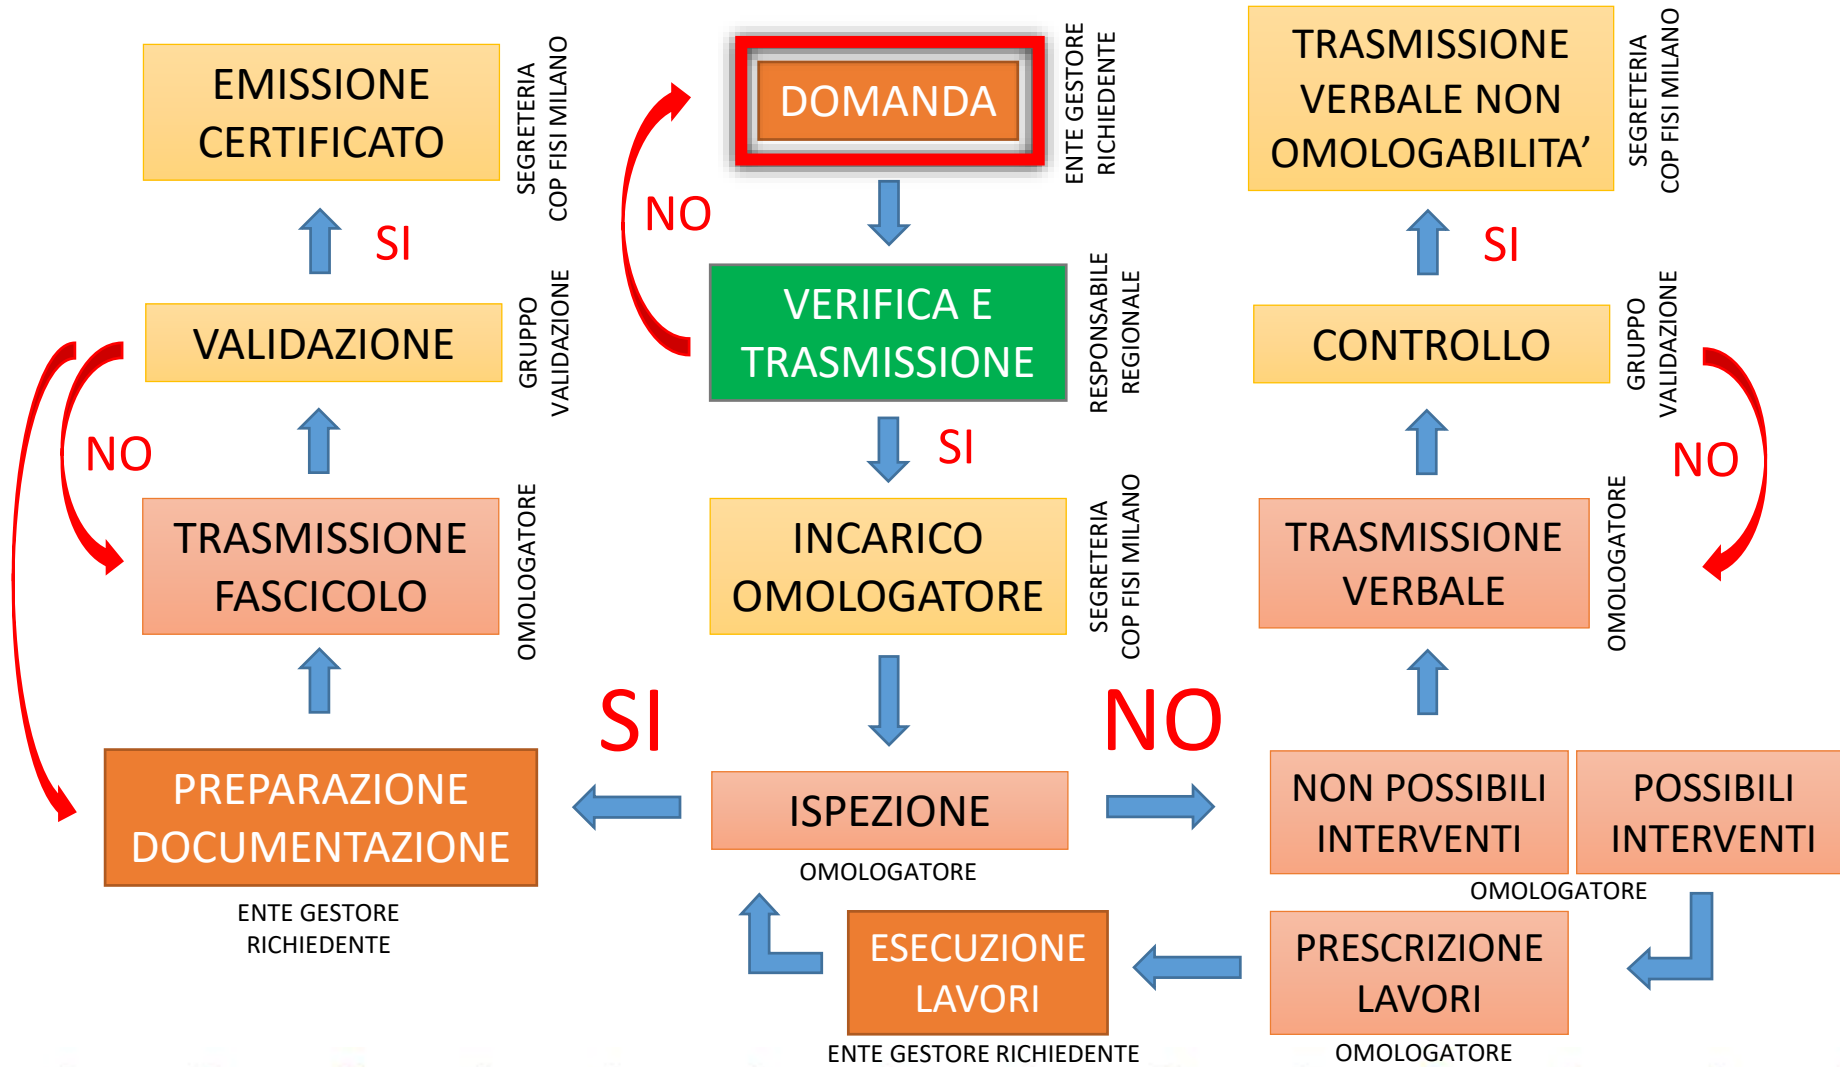 EMISSIONE
CERTIFICATO
SEGRETERIA
COP FISI MILANO
SI
VALIDAZIONE
GRUPPO
VALIDAZIONE
NO
TRASMISSIONE
FASCICOLO
OMOLOGATORE
PREPARAZIONE
DOCUMENTAZIONE
ENTE GESTORE
RICHIEDENTE
DOMANDA
ENTE GESTORE
RICHIEDENTE
NO
VERIFICA E
TRASMISSIONE
RESPONSABILE
REGIONALE
SI
INCARICO
OMOLOGATORE
SEGRETERIA
COP FISI MILANO
SI
NO
ISPEZIONE
OMOLOGATORE
ESECUZIONE
LAVORI
ENTE GESTORE RICHIEDENTE
TRASMISSIONE
VERBALE NON
OMOLOGABILITA’
SEGRETERIA
COP FISI MILANO
SI
CONTROLLO
GRUPPO
VALIDAZIONE
NO
TRASMISSIONE
VERBALE
OMOLOGATORE
NON POSSIBILI
INTERVENTI
POSSIBILI
INTERVENTI
OMOLOGATORE
PRESCRIZIONE
LAVORI
OMOLOGATORE